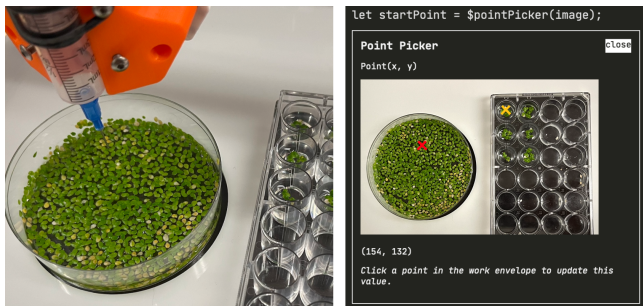 let startPoint = $pointPicker(image);
Point Picker
close
Point(x, y)
(154, 132)
Click a point in the work envelope to update this
value.